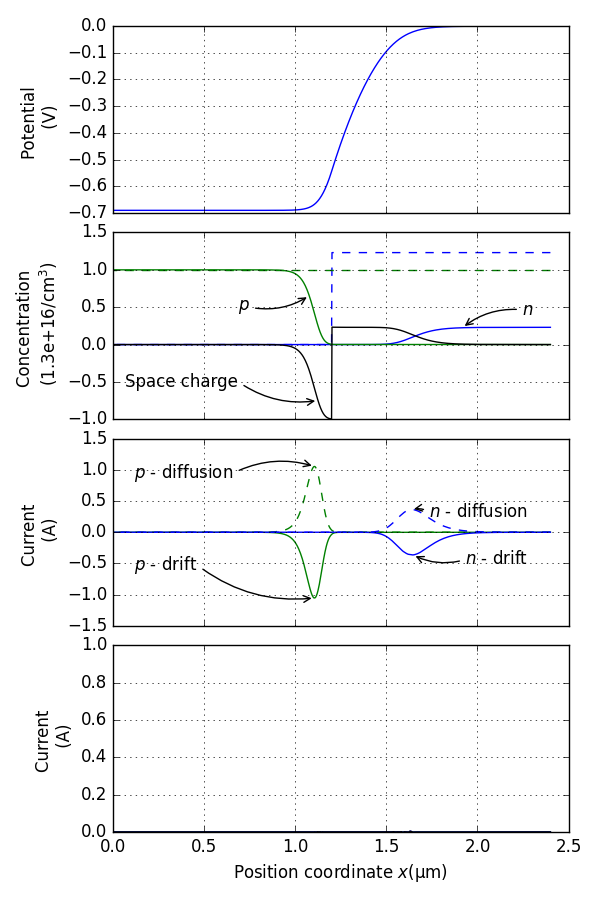 Potential
(V)
0.0
−0.1
−0.2
−0.3
−0.4
−0.5
−0.6
−0.7
Concentration
(1.3e+16/cm³)
1.5
1.0
0.5
0.0
−0.5
−1.0
p
n
Space charge
Current
(A)
1.5
1.0
0.5
0.0
−0.5
−1.0
−1.5
p - diffusion
n - diffusion
p - drift
n - drift
Current
(A)
1.0
0.8
0.6
0.4
0.2
0.0
0.0 0.5 1.0 1.5 2.0 2.5
Position coordinate x(μm)